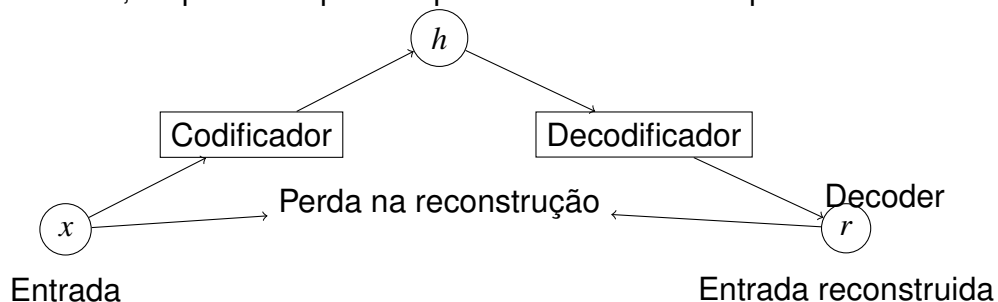 h
Codificador
Decodificador
Perda na reconstrução
Decoder
x
r
Entrada
Entrada reconstruida